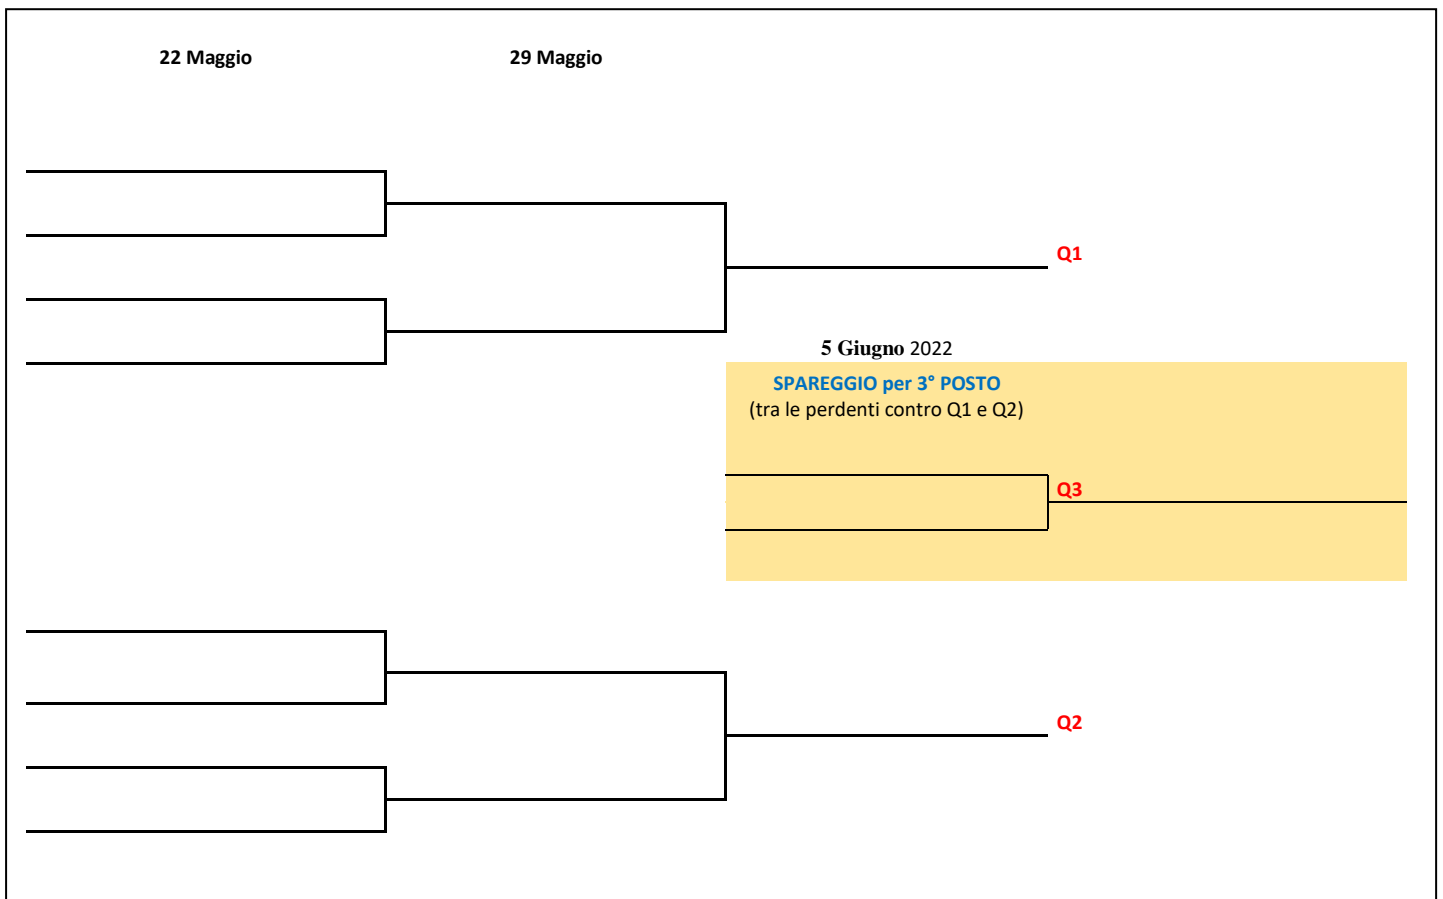 22 Maggio
29 Maggio
Q1
5 Giugno 2022
SPAREGGIO per 3° POSTO
(tra le perdenti contro Q1 e Q2)
Q3
Q2